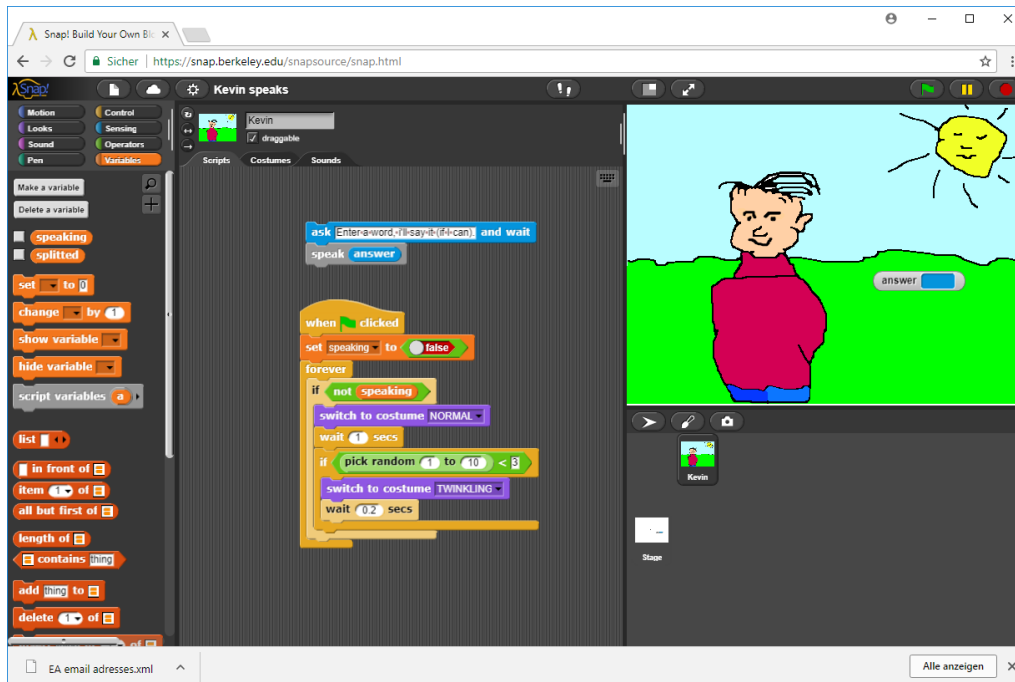 Snap! Build Your Own Blo
Sicher | https://snap.berkeley.edu/snapsource/snap.html
λSnap! Kevin speaks
Motion Control
Looks Sensing
Sound Operators
Pen Variables
Kevin
draggable
Scripts Costumes Sounds
Make a variable
Delete a variable
speaking
splitted
set to 0
change by 1
show variable
hide variable
script variables a
list
in front of
item 1 of
all but first of
length of
contains thing
add thing to
delete 1 of
of
ask Enter-a-word,-i'll-say-it-(if-i-can). and wait
speak answer
when clicked
set speaking to false
forever
if not speaking
switch to costume NORMAL
wait 1 secs
if pick random 1 to 10 < 3
switch to costume TWINKLING
wait 0.2 secs
answer
Kevin
Stage
EA email adresses.xml
Alle anzeigen